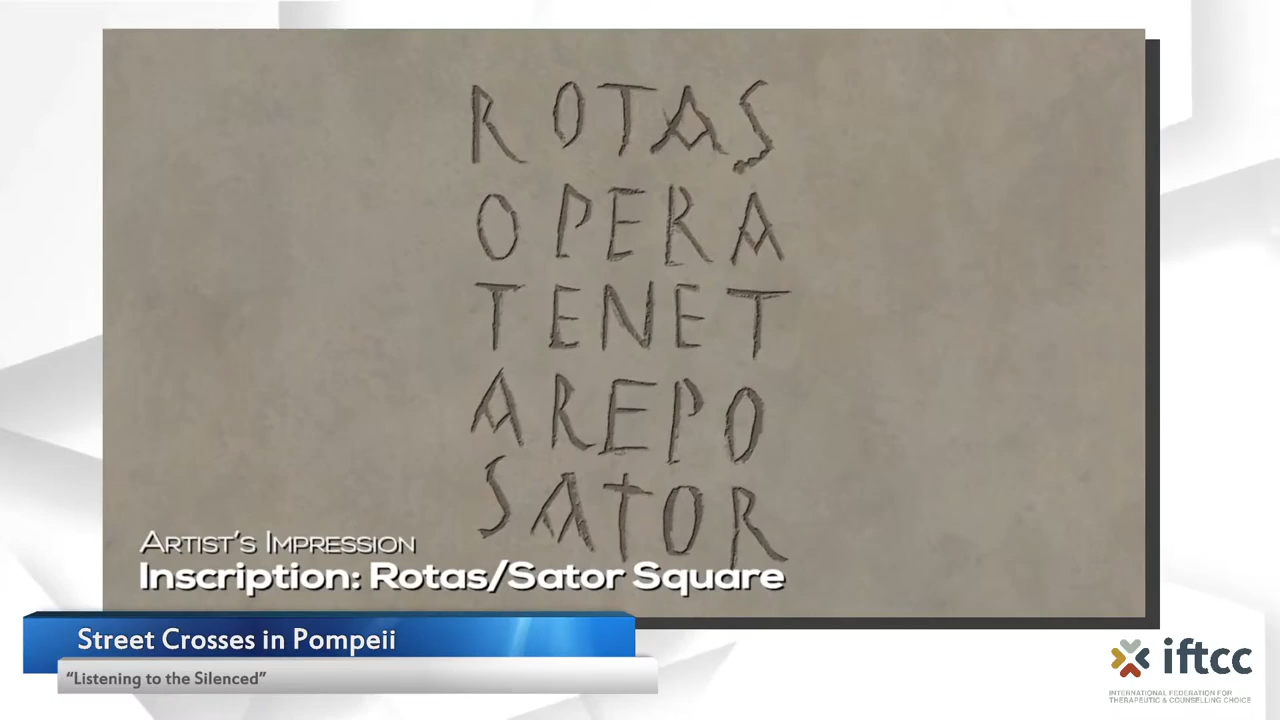 ROTAS
OPERA
TENET
AREPO
SATOR
Artist's Impression
Inscription: Rotas/Sator Square
Street Crosses in Pompeii
“Listening to the Silenced”
iftcc
INTERNATIONAL FEDERATION FOR
THERAPEUTIC & COUNSELLING CHOICE